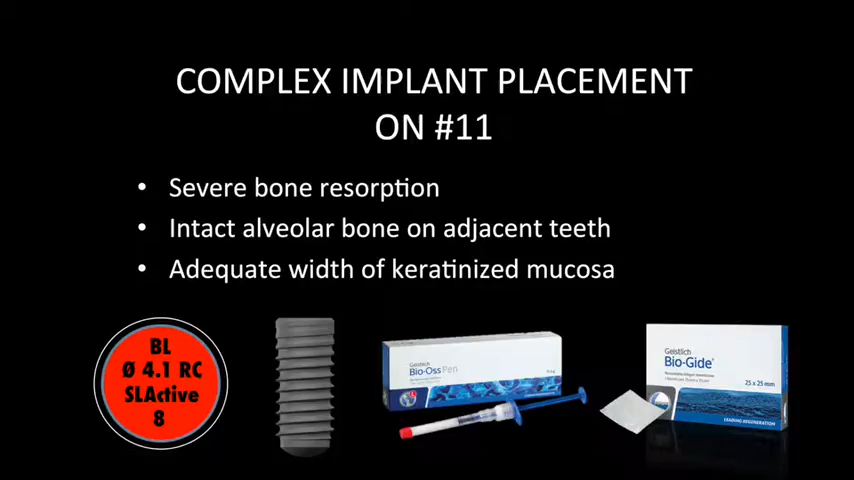 COMPLEX IMPLANT PLACEMENT
ON #11
• Severe bone resorption
• Intact alveolar bone on adjacent teeth
• Adequate width of keratinized mucosa
BL
Ø 4.1 RC
SLActive
8
Geistlich
Bio-Oss Pen
Geistlich
Bio-Gide®
25 x 25 mm
LEADING REGENERATION